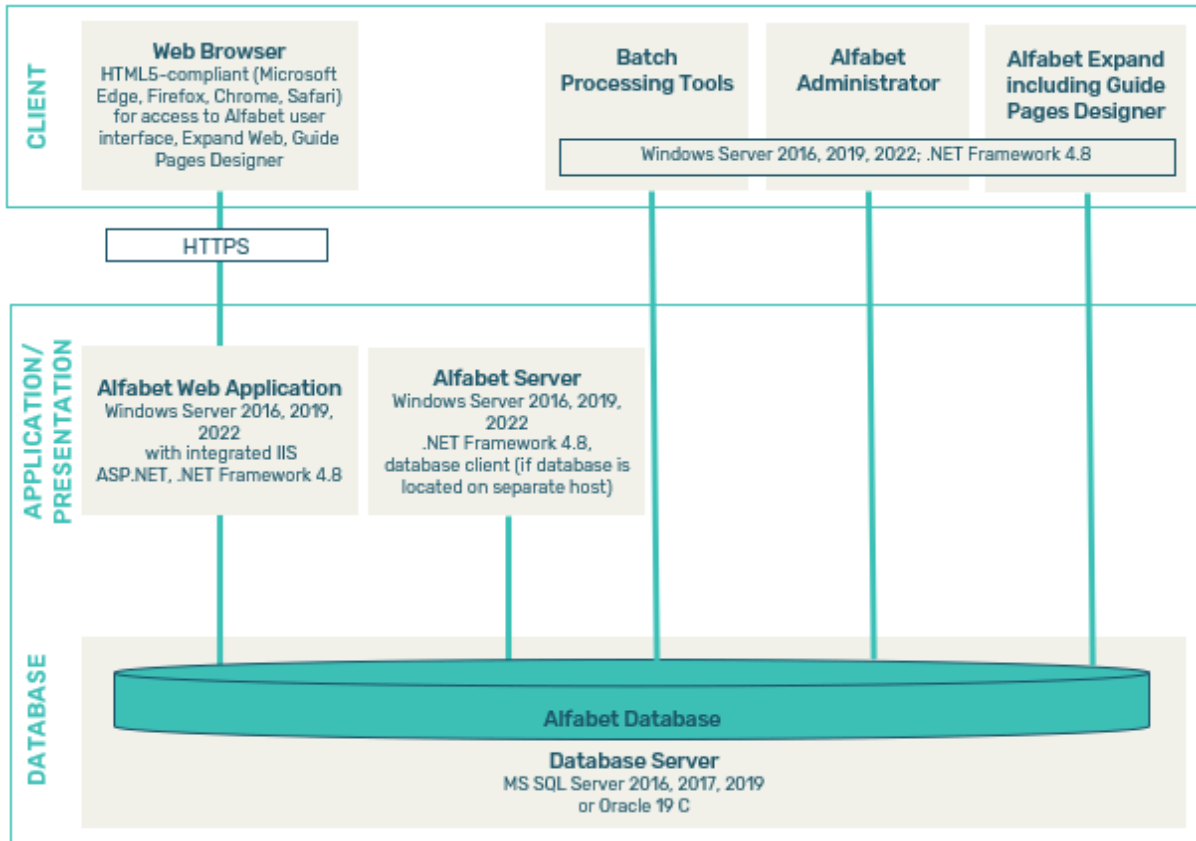 CLIENT
Web Browser
HTML5-compliant (Microsoft
Edge, Firefox, Chrome, Safari)
for access to Alfabet user
interface, Expand Web, Guide
Pages Designer
Batch
Processing Tools
Alfabet
Administrator
Alfabet Expand
including Guide
Pages Designer
Windows Server 2016, 2019, 2022; .NET Framework 4.8
HTTPS
APPLICATION/
PRESENTATION
Alfabet Web Application
Windows Server 2016, 2019,
2022
with integrated IIS
ASP.NET, .NET Framework 4.8
Alfabet Server
Windows Server 2016, 2019,
2022
.NET Framework 4.8,
database client (if database is
located on separate host)
DATABASE
Alfabet Database
Database Server
MS SQL Server 2016, 2017, 2019
or Oracle 19 C